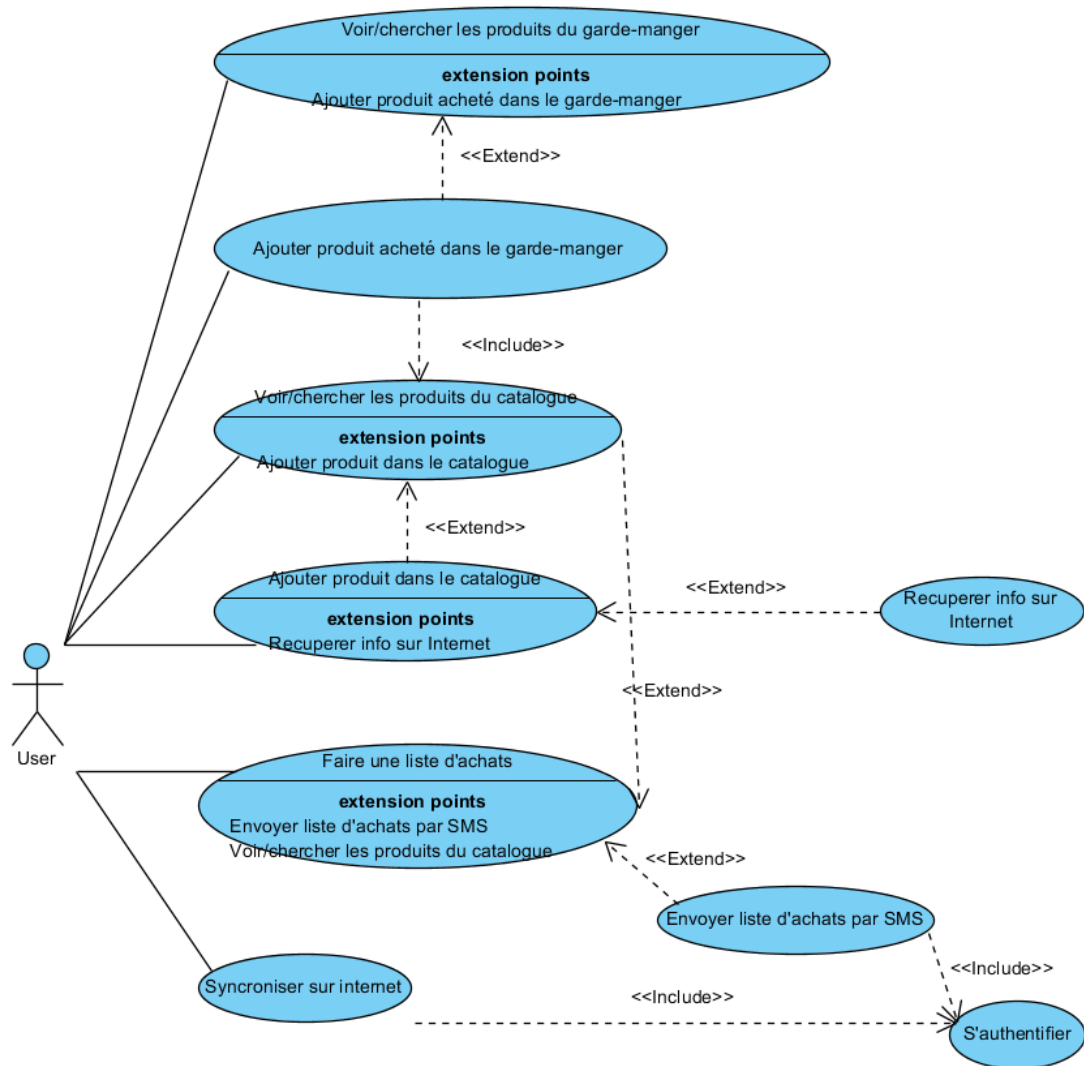 Voir/chercher les produits du garde-manger
extension points
Ajouter produit acheté dans le garde-manger
<<Extend>>
Ajouter produit acheté dans le garde-manger
<<Include>>
Voir/chercher les produits du catalogue
extension points
Ajouter produit dans le catalogue
<<Extend>>
Ajouter produit dans le catalogue
extension points
Recuperer info sur Internet
<<Extend>>
Recuperer info sur
Internet
<<Extend>>
User
Faire une liste d'achats
extension points
Envoyer liste d'achats par SMS
Voir/chercher les produits du catalogue
<<Extend>>
Envoyer liste d'achats par SMS
<<Include>>
Syncroniser sur internet
<<Include>>
S'authentifier